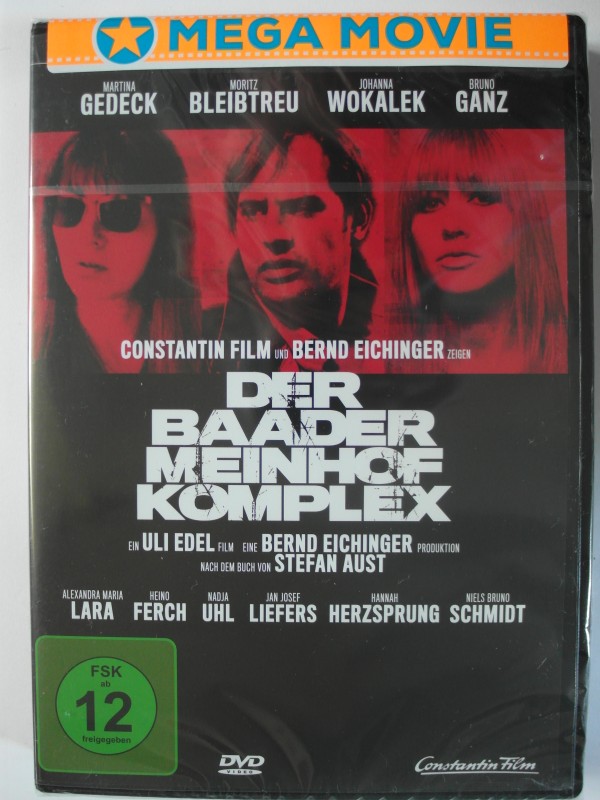 MEGA MOVIE
MARTINA GEDECK
MORITZ BLEIBTREU
JOHANNA WOKALEK
BRUNO GANZ
CONSTANTIN FILM UND BERND EICHINGER ZEIGEN
DER
BAADER
MEINHOF
KOMPLEX
EIN ULI EDEL FILM EINE BERND EICHINGER PRODUKTION
NACH DEM BUCH VON STEFAN AUST
ALEXANDRA MARIA LARA
HEINO FERCH
NADJA UHL
JAN JOSEF LIEFERS
HANNAH HERZSPRUNG
NIELS BRUNO SCHMIDT
FSK
ab
12
freigegeben
DVD
VIDEO
Constantin Film